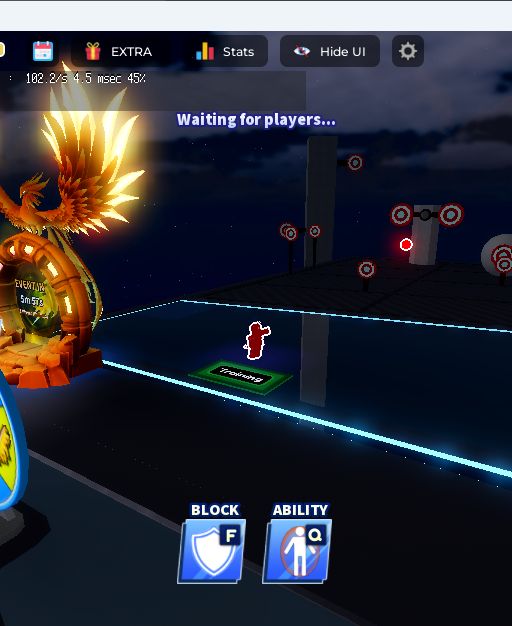 EXTRA
Stats
Hide UI
: 102.2/s 4.5 msec 45%
Waiting for players...
EVENT IN
5m 57s
Training
BLOCK
ABILITY
F
Q